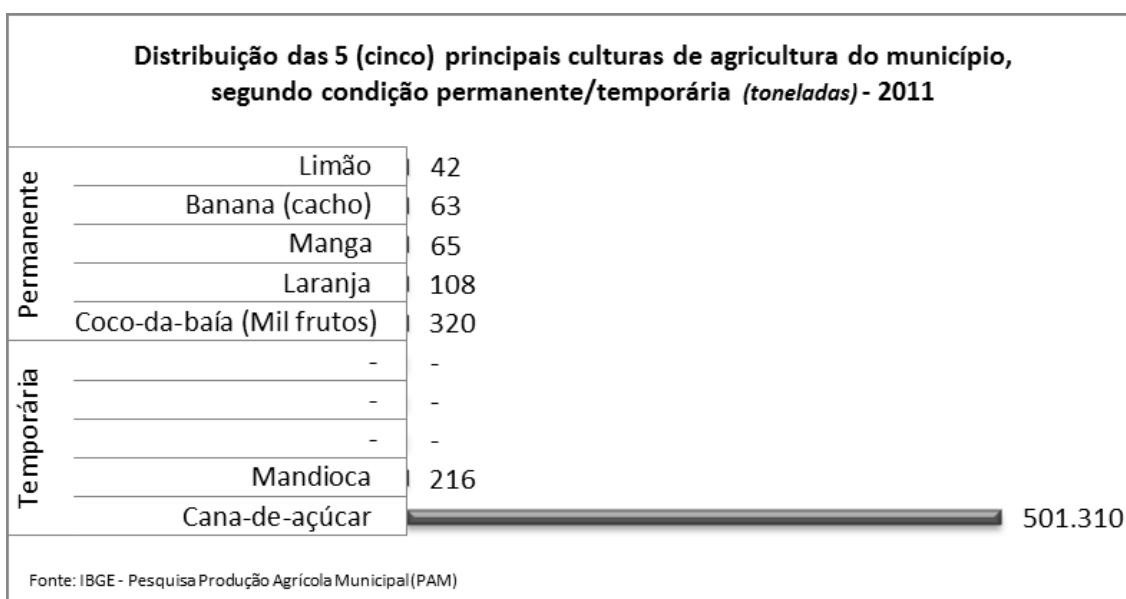 Distribuição das 5 (cinco) principais culturas de agricultura do município,
segundo condição permanente/temporária (toneladas) - 2011
Permanente
Limão 42
Banana (cacho) 63
Manga 65
Laranja 108
Coco-da-baía (Mil frutos) 320
Temporária
- -
- -
- -
Mandioca 216
Cana-de-açúcar 501.310
Fonte: IBGE - Pesquisa Produção Agrícola Municipal (PAM)